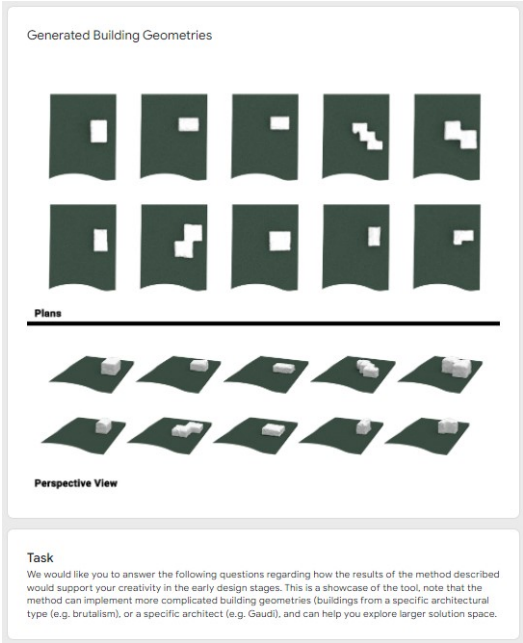 Generated Building Geometries
Plans
Perspective View
Task
We would like you to answer the following questions regarding how the results of the method described
would support your creativity in the early design stages. This is a showcase of the tool, note that the
method can implement more complicated building geometries (buildings from a specific architectural
type (e.g. brutalism), or a specific architect (e.g. Gaudi), and can help you explore larger solution space.